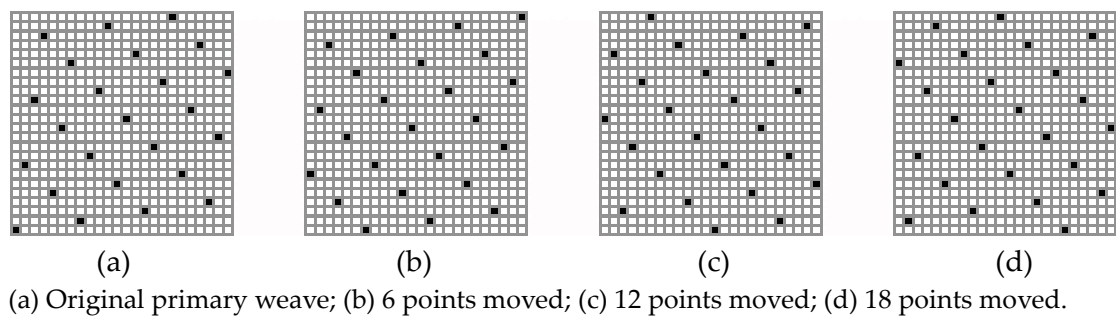 (a) (b) (c) (d)
(a) Original primary weave; (b) 6 points moved; (c) 12 points moved; (d) 18 points moved.